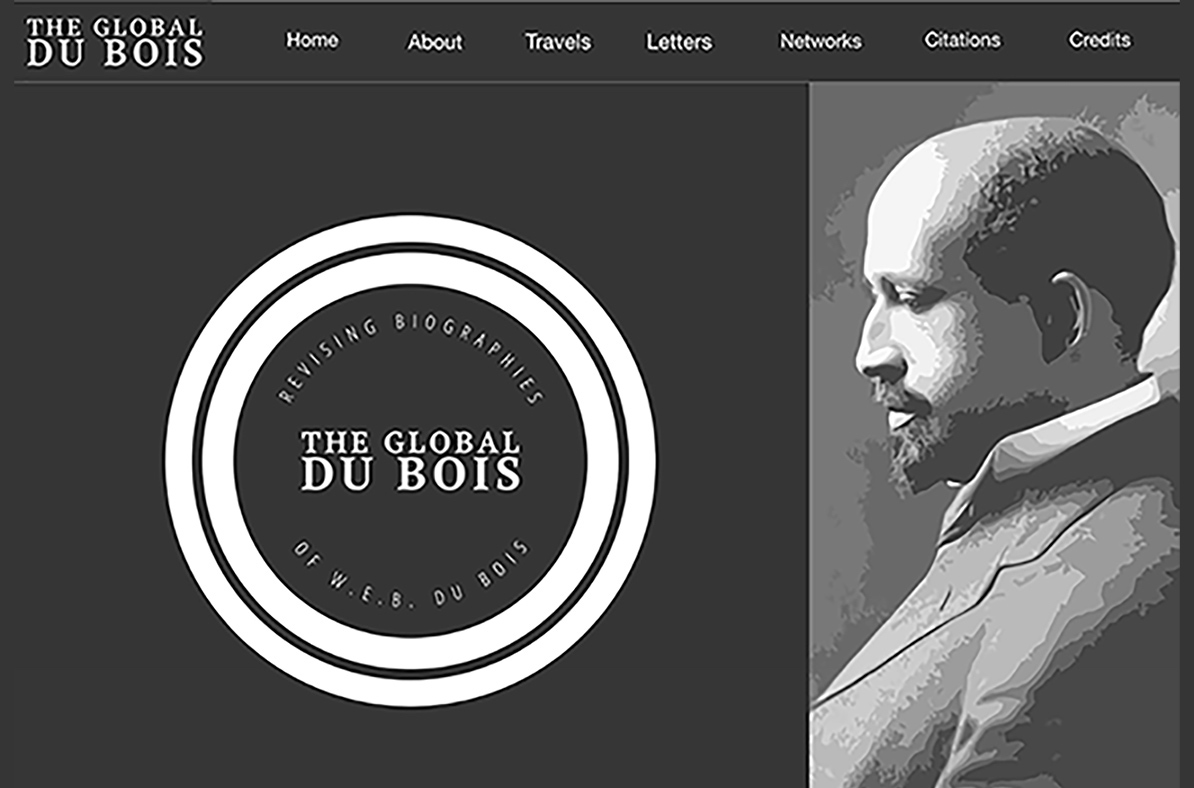 THE GLOBAL
DU BOIS
Home About Travels Letters Networks Citations Credits
REVISING BIOGRAPHIES
THE GLOBAL
DU BOIS
OF W.E.B. DU BOIS